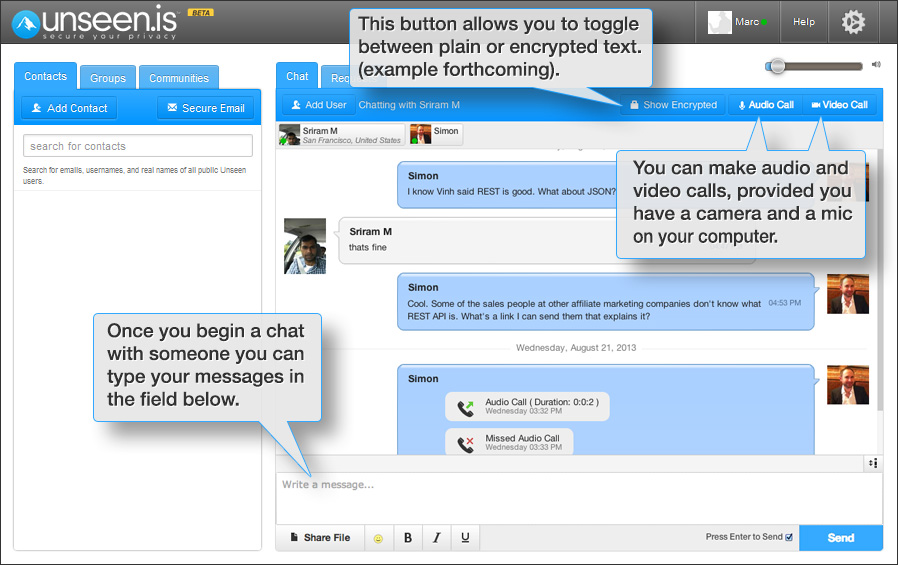 unseen.is BETA
secure your privacy
Marc
Help
This button allows you to toggle
between plain or encrypted text.
(example forthcoming).
Contacts
Groups
Communities
Add Contact
Secure Email
search for contacts
Search for emails, usernames, and real names of all public Unseen
users.
Chat
Add User
Chatting with Sriram M
Show Encrypted
Audio Call
Video Call
Sriram M
San Francisco, United States
Simon
You can make audio and
video calls, provided you
have a camera and a mic
on your computer.
Simon
I know Vinh said REST is good. What about JSON?
Sriram M
thats fine
Simon
Cool. Some of the sales people at other affiliate marketing companies don't know what
REST API is. What's a link I can send them that explains it?
04:53 PM
Once you begin a chat
with someone you can
type your messages in
the field below.
Wednesday, August 21, 2013
Simon
Audio Call ( Duration: 0:0:2 )
Wednesday 03:32 PM
Missed Audio Call
Wednesday 03:33 PM
Write a message...
Share File
B
I
U
Press Enter to Send
Send